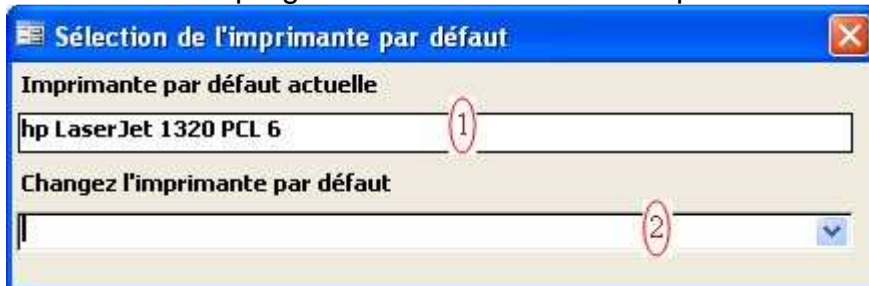 Sélection de l'imprimante par défaut
Imprimante par défaut actuelle
hp LaserJet 1320 PCL 6 1
Changez l'imprimante par défaut
2